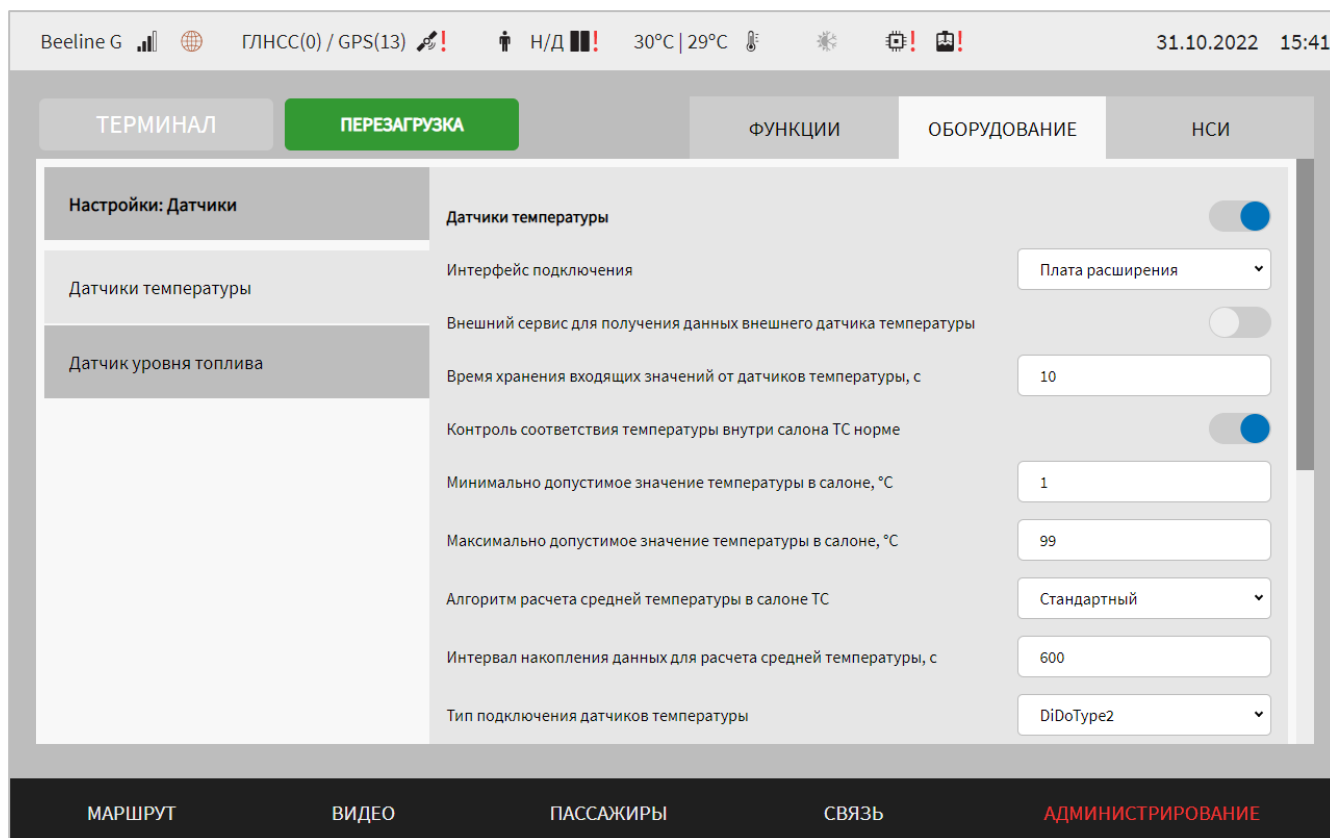 Beeline G ГЛНСС(0) / GPS(13) ! Н/Д ! 30°C | 29°C ! ! 31.10.2022 15:41
ТЕРМИНАЛ ПЕРЕЗАГРУЗКА ФУНКЦИИ ОБОРУДОВАНИЕ НСИ
Настройки: Датчики
Датчики температуры
Датчик уровня топлива
Датчики температуры
Интерфейс подключения Плата расширения
Внешний сервис для получения данных внешнего датчика температуры
Время хранения входящих значений от датчиков температуры, с 10
Контроль соответствия температуры внутри салона ТС норме
Минимально допустимое значение температуры в салоне, °C 1
Максимально допустимое значение температуры в салоне, °C 99
Алгоритм расчета средней температуры в салоне ТС Стандартный
Интервал накопления данных для расчета средней температуры, с 600
Тип подключения датчиков температуры DiDoType2
МАРШРУТ ВИДЕО ПАССАЖИРЫ СВЯЗЬ АДМИНИСТРИРОВАНИЕ